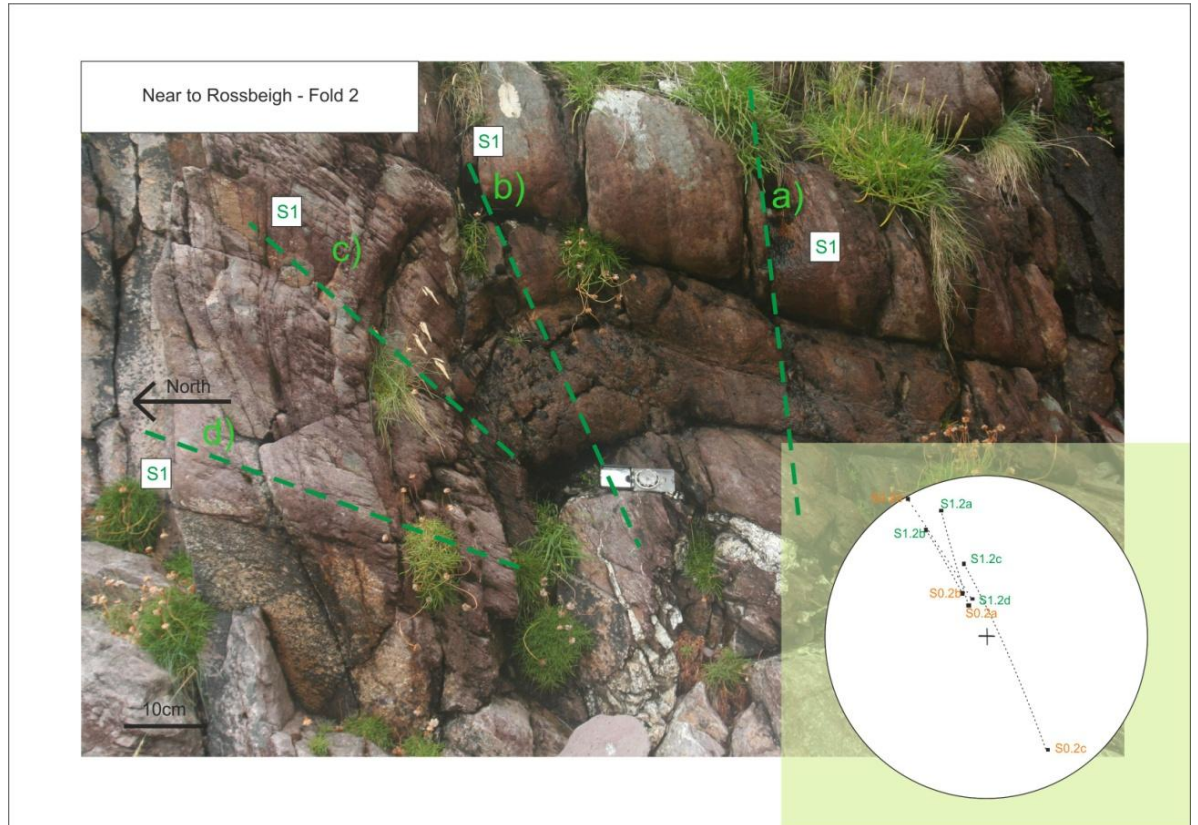 Near to Rossbeigh - Fold 2
S1
b)
a)
S1
S1
c)
North
d)
S1
10cm
S1.2a
S1.2b
S1.2c
S0.2b
S1.2d
S0.2a
S0.2c